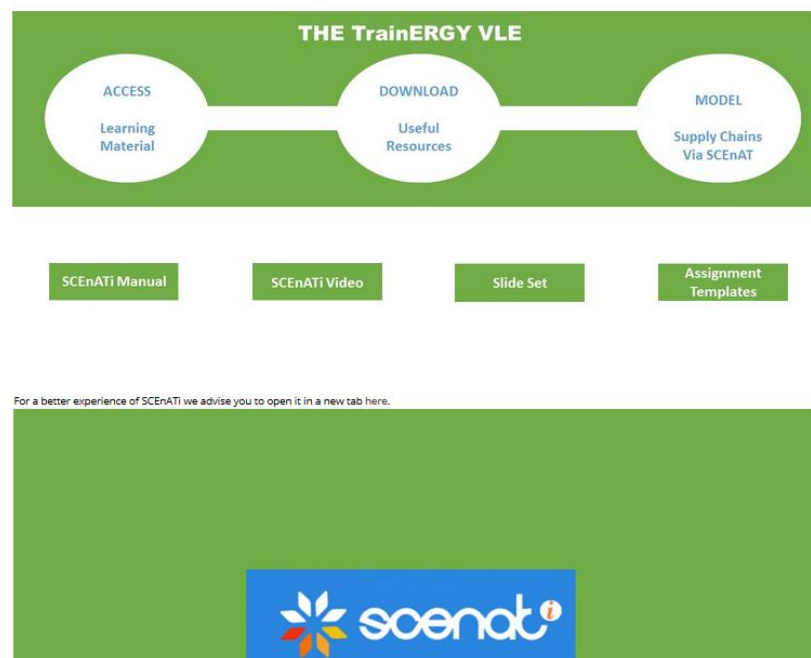 THE TrainERGY VLE
ACCESS
Learning
Material
DOWNLOAD
Useful
Resources
MODEL
Supply Chains
Via SCEnAT
SCEnATi Manual
SCEnATi Video
Slide Set
Assignment
Templates
For a better experience of SCEnATi we advise you to open it in a new tab here.
scenat i